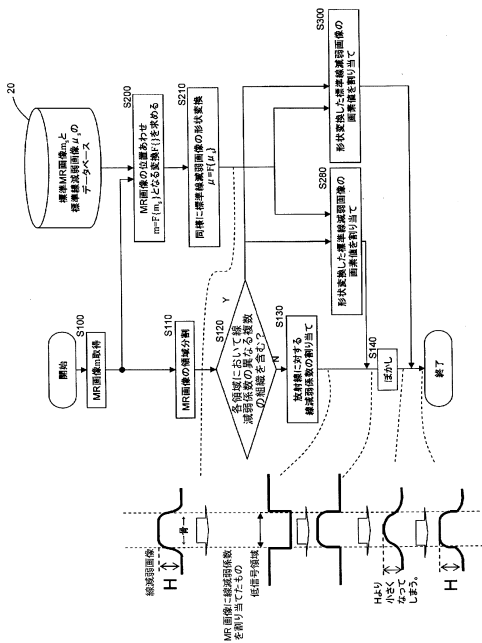 20
標準MR画像msと
標準線減弱画像μsの
データベース
開始
S100
MR画像m取得
S200
MR画像の位置あわせ
m=F{ms}となる変換F{}を求める
S110
MR画像の領域分割
S210
同様に標準線減弱画像の形状変換
μ=F{μs}
S120
各領域において線
減弱係数の異なる複数
の組織を含む?
Y
N
S130
放射線に対する
線減弱係数の割り当て
S280
形状変換した標準線減弱画像の
画素値を割り当て
S300
形状変換した標準線減弱画像の
画素値を割り当て
S140
ぼかし
終了
線減弱画像
H
骨
MR画像に線減弱係数
を割り当てたもの
低信号領域
Hより
小さく
なって
しまう。
H